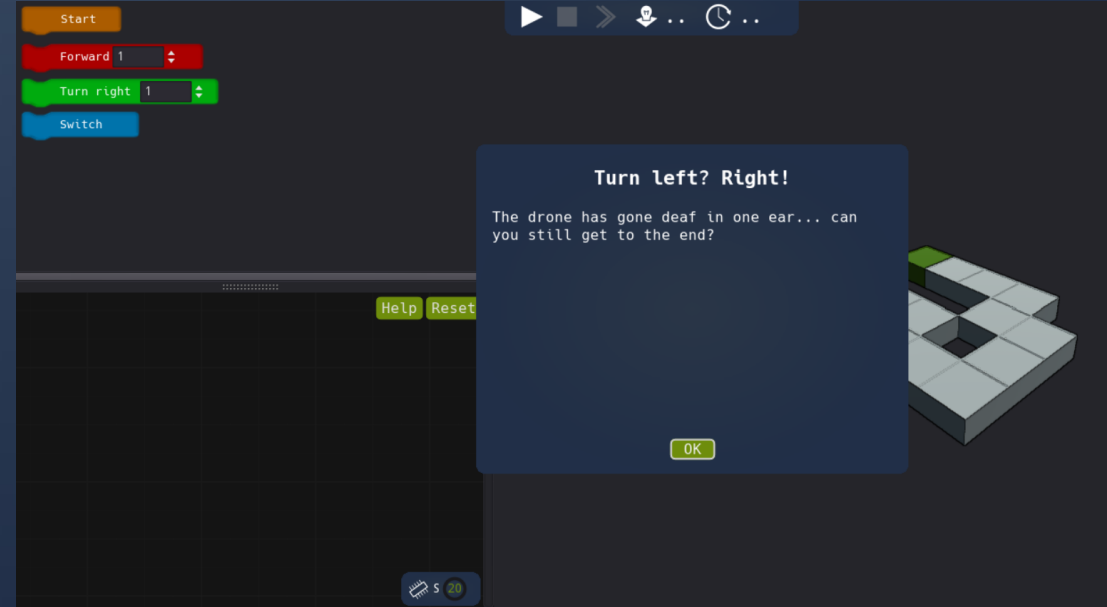 Start
Forward 1
Turn right 1
Switch
.. ..
Turn left? Right!
The drone has gone deaf in one ear... can
you still get to the end?
OK
Help Reset
S 20